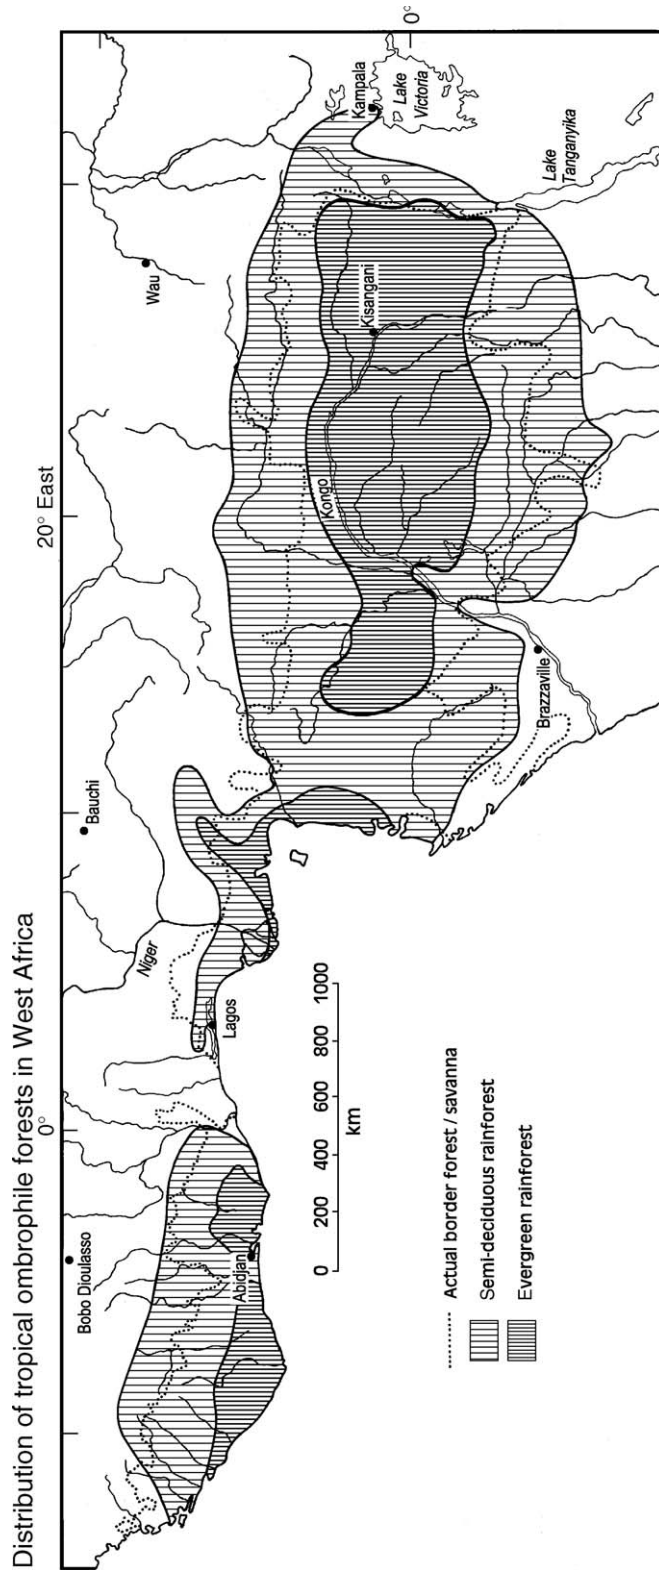 Distribution of tropical ombrophile forests in West Africa
0°
20° East
0°
Bobo Dioulasso
Niger
Bauchi
Wau
Kampala
Lake
Victoria
Abidjan
Lagos
Kongo
Kisangani
Lake
Tanganyika
Brazzaville
0 200 400 600 800 1000
km
Actual border forest / savanna
Semi-deciduous rainforest
Evergreen rainforest